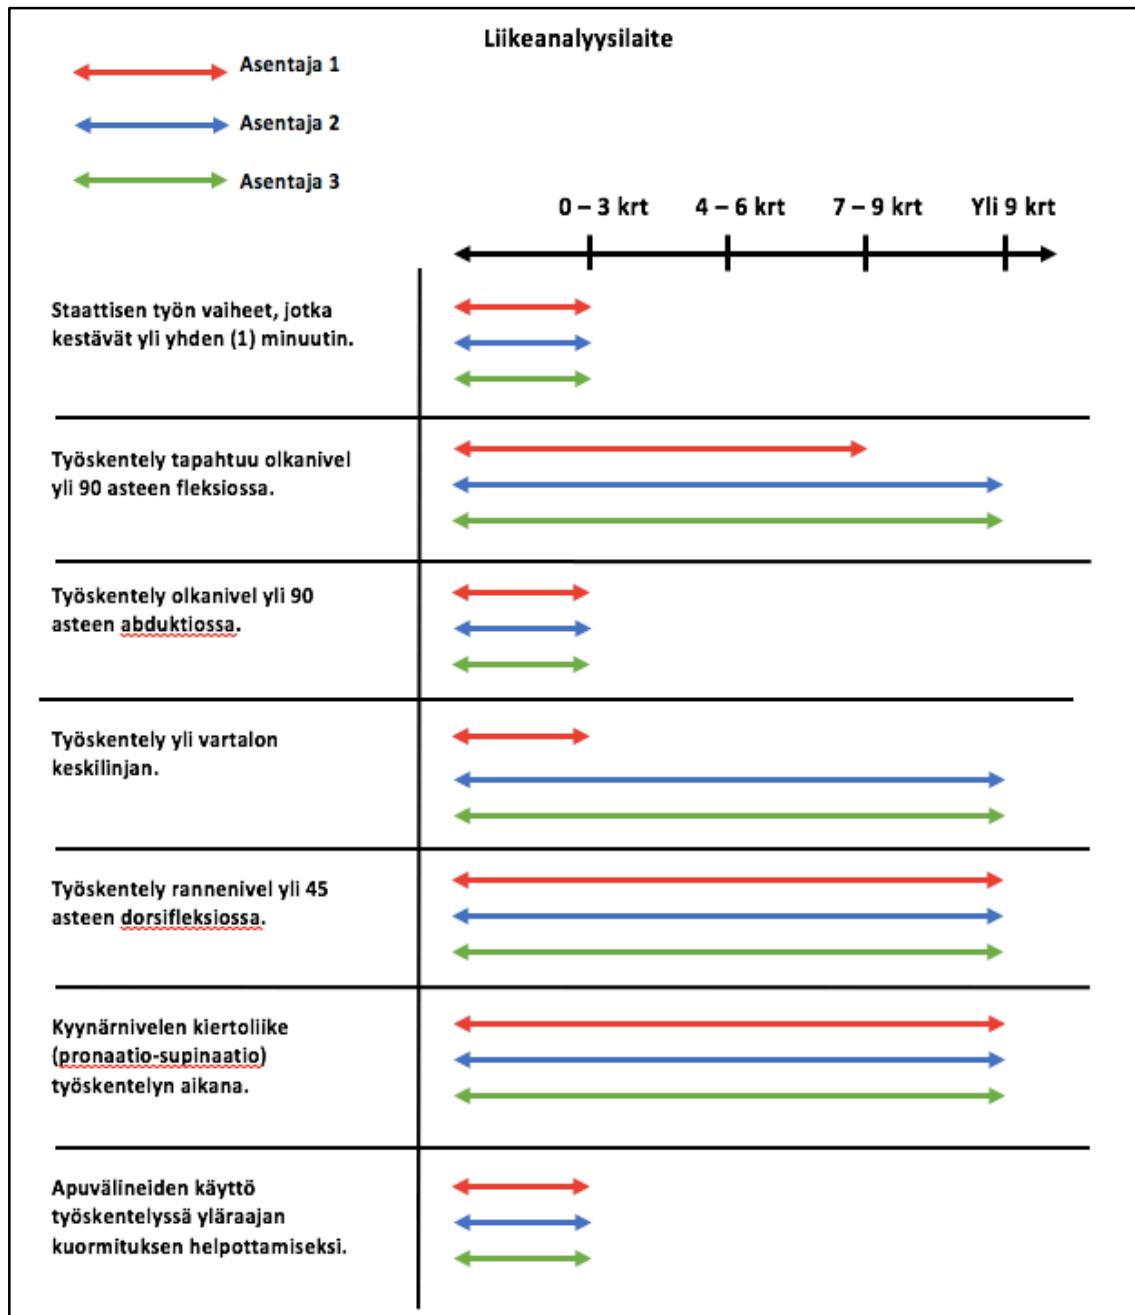 Liikeanalyysilaite
Asentaja 1
Asentaja 2
Asentaja 3
0 – 3 krt 4 – 6 krt 7 – 9 krt Yli 9 krt
Staattisen työn vaiheet, jotka
kestävät yli yhden (1) minuutin.
Työskentely tapahtuu olkanivel
yli 90 asteen fleksiossa.
Työskentely olkanivel yli 90
asteen abduktiossa.
Työskentely yli vartalon
keskilinjan.
Työskentely rannenivel yli 45
asteen dorsifleksiossa.
Kyynärnivelen kiertoliike
(pronaatio-supinaatio)
työskentelyn aikana.
Apuvälineiden käyttö
työskentelyssä yläraajan
kuormituksen helpottamiseksi.